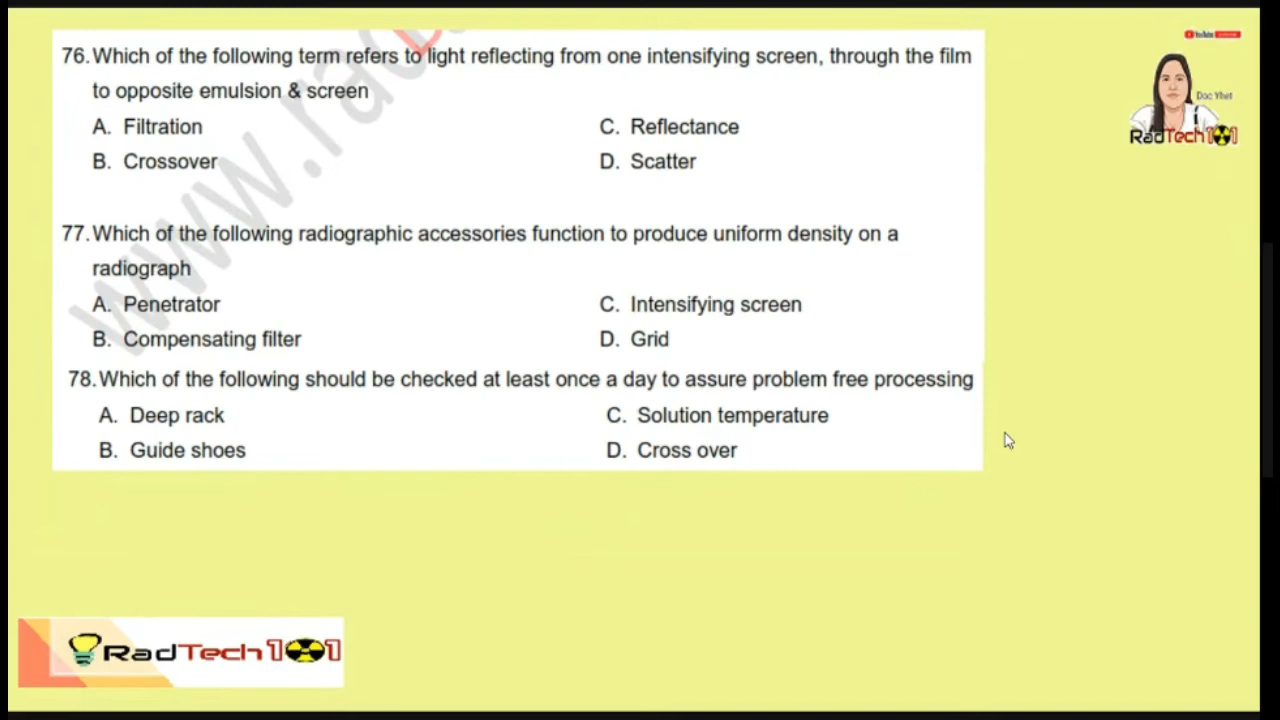 76. Which of the following term refers to light reflecting from one intensifying screen, through the film
to opposite emulsion & screen
A. Filtration
C. Reflectance
B. Crossover
D. Scatter
77. Which of the following radiographic accessories function to produce uniform density on a
radiograph
A. Penetrator
C. Intensifying screen
B. Compensating filter
D. Grid
78. Which of the following should be checked at least once a day to assure problem free processing
A. Deep rack
C. Solution temperature
B. Guide shoes
D. Cross over
www.rad
YouTube
Doc Yhet
RadTech101
RadTech101